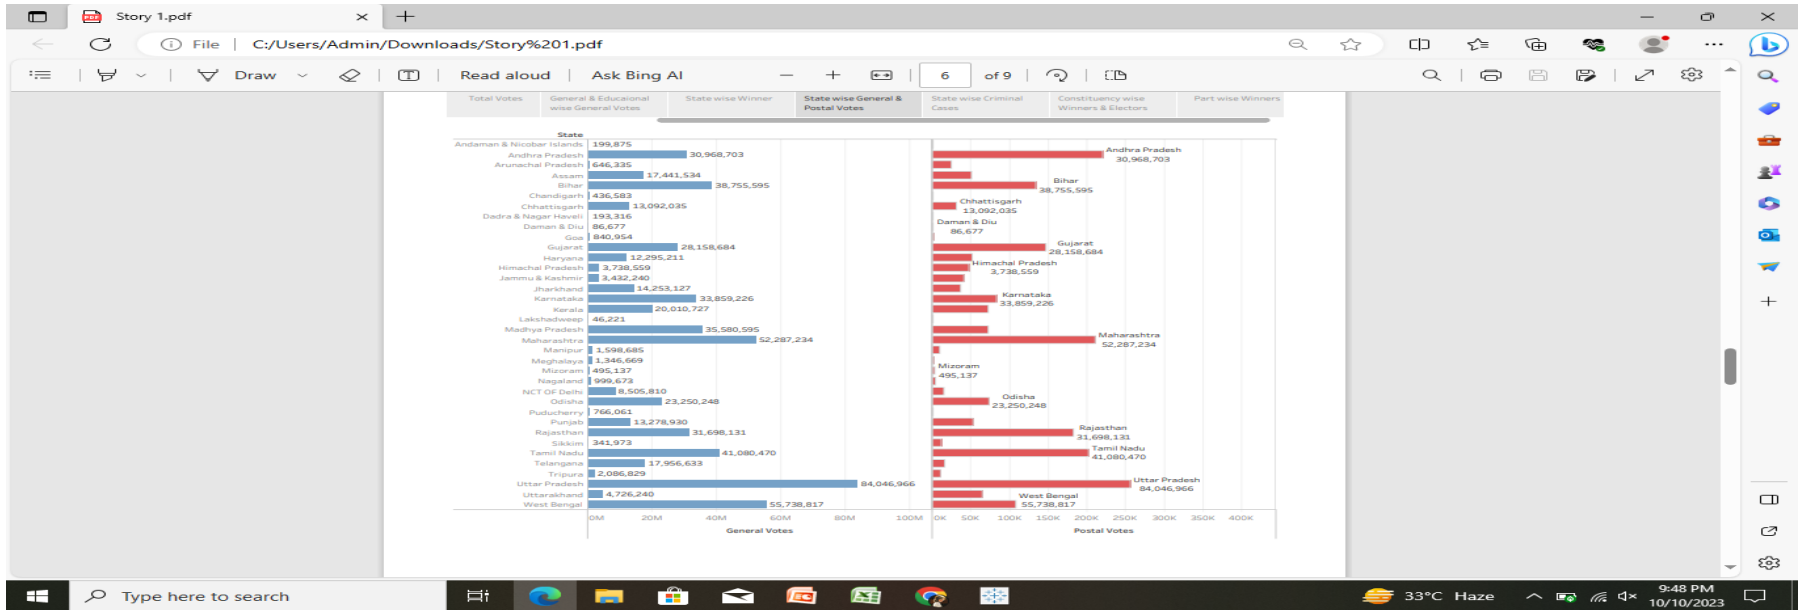 Story 1.pdf
File
C:/Users/Admin/Downloads/Story%201.pdf
Draw
Read aloud
Ask Bing AI
6
of 9
Total Votes
General & Educaional
wise General Votes
State wise Winner
State wise General &
Postal Votes
State wise Criminal
Cases
Constituency wise
Winners & Electors
Part wise Winners
State
Andaman & Nicobar Islands 199,875
Andhra Pradesh 30,968,703 Andhra Pradesh
30,968,703
Arunachal Pradesh 646,335
Assam 17,441,534
Bihar 38,755,595 Bihar
38,755,595
Chandigarh 436,583
Chhattisgarh 13,092,035 Chhattisgarh
13,092,035
Dadra & Nagar Haveli 193,316
Daman & Diu 86,677 Daman & Diu
86,677
Goa 840,954
Gujarat 28,158,684 Gujarat
28,158,684
Haryana 12,295,211
Himachal Pradesh 3,738,559 Himachal Pradesh
3,738,559
Jammu & Kashmir 3,432,240
Jharkhand 14,253,127
Karnataka 33,859,226 Karnataka
33,859,226
Kerala 20,010,727
Lakshadweep 46,221
Madhya Pradesh 35,580,595
Maharashtra 52,287,234 Maharashtra
52,287,234
Manipur 1,598,685
Meghalaya 1,346,669
Mizoram 495,137 Mizoram
495,137
Nagaland 999,673
NCT OF Delhi 8,505,810
Odisha 23,250,248 Odisha
23,250,248
Puducherry 766,061
Punjab 13,278,930
Rajasthan 31,698,131 Rajasthan
31,698,131
Sikkim 341,973
Tamil Nadu 41,080,470 Tamil Nadu
41,080,470
Telangana 17,956,633
Tripura 2,086,829
Uttar Pradesh 84,046,966 Uttar Pradesh
84,046,966
Uttarakhand 4,726,240
West Bengal 55,738,817 West Bengal
55,738,817
0M 20M 40M 60M 80M 100M 0K 50K 100K 150K 200K 250K 300K 350K 400K
General Votes Postal Votes
Type here to search
33°C Haze
9:48 PM
10/10/2023